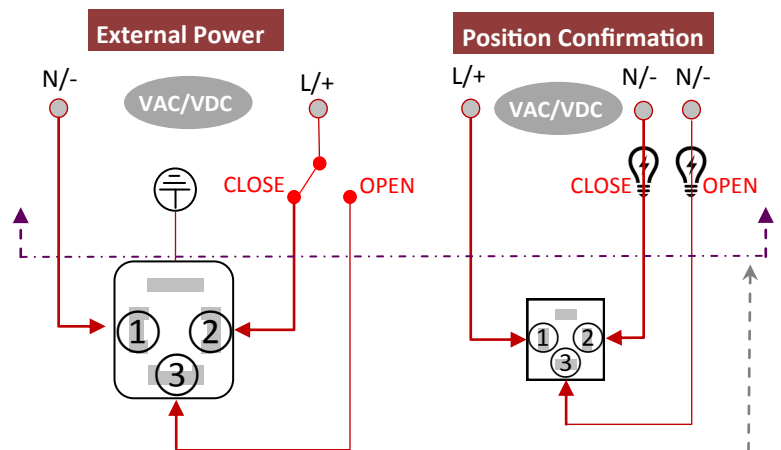 External Power
Position Confirmation
N/-
VAC/VDC
L/+
L/+
VAC/VDC
N/-
N/-
CLOSE
OPEN
CLOSE
OPEN
1
2
3
1
2
3